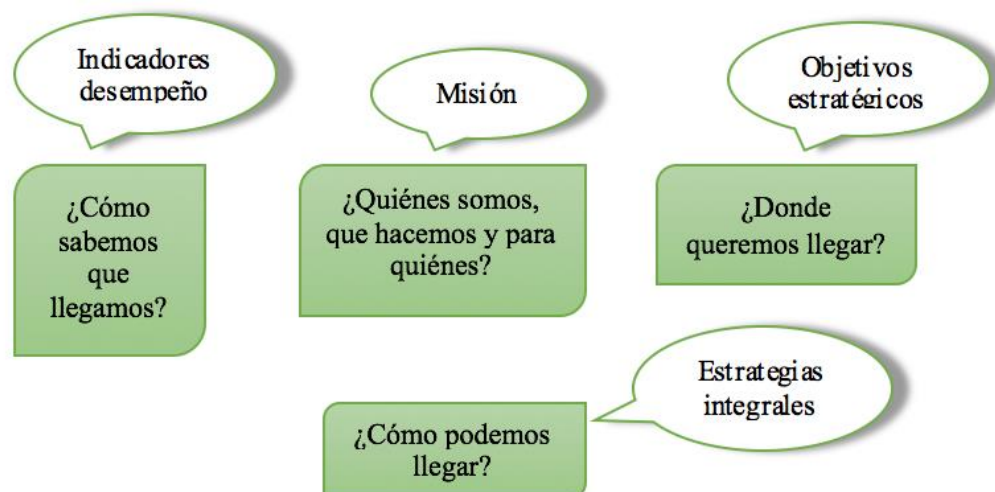 Indicadores
desempeño
¿Cómo
sabemos
que
llegamos?
Misión
¿Quiénes somos,
que hacemos y para
quiénes?
Objetivos
estratégicos
¿Donde
queremos llegar?
Estrategias
integrales
¿Cómo podemos
llegar?